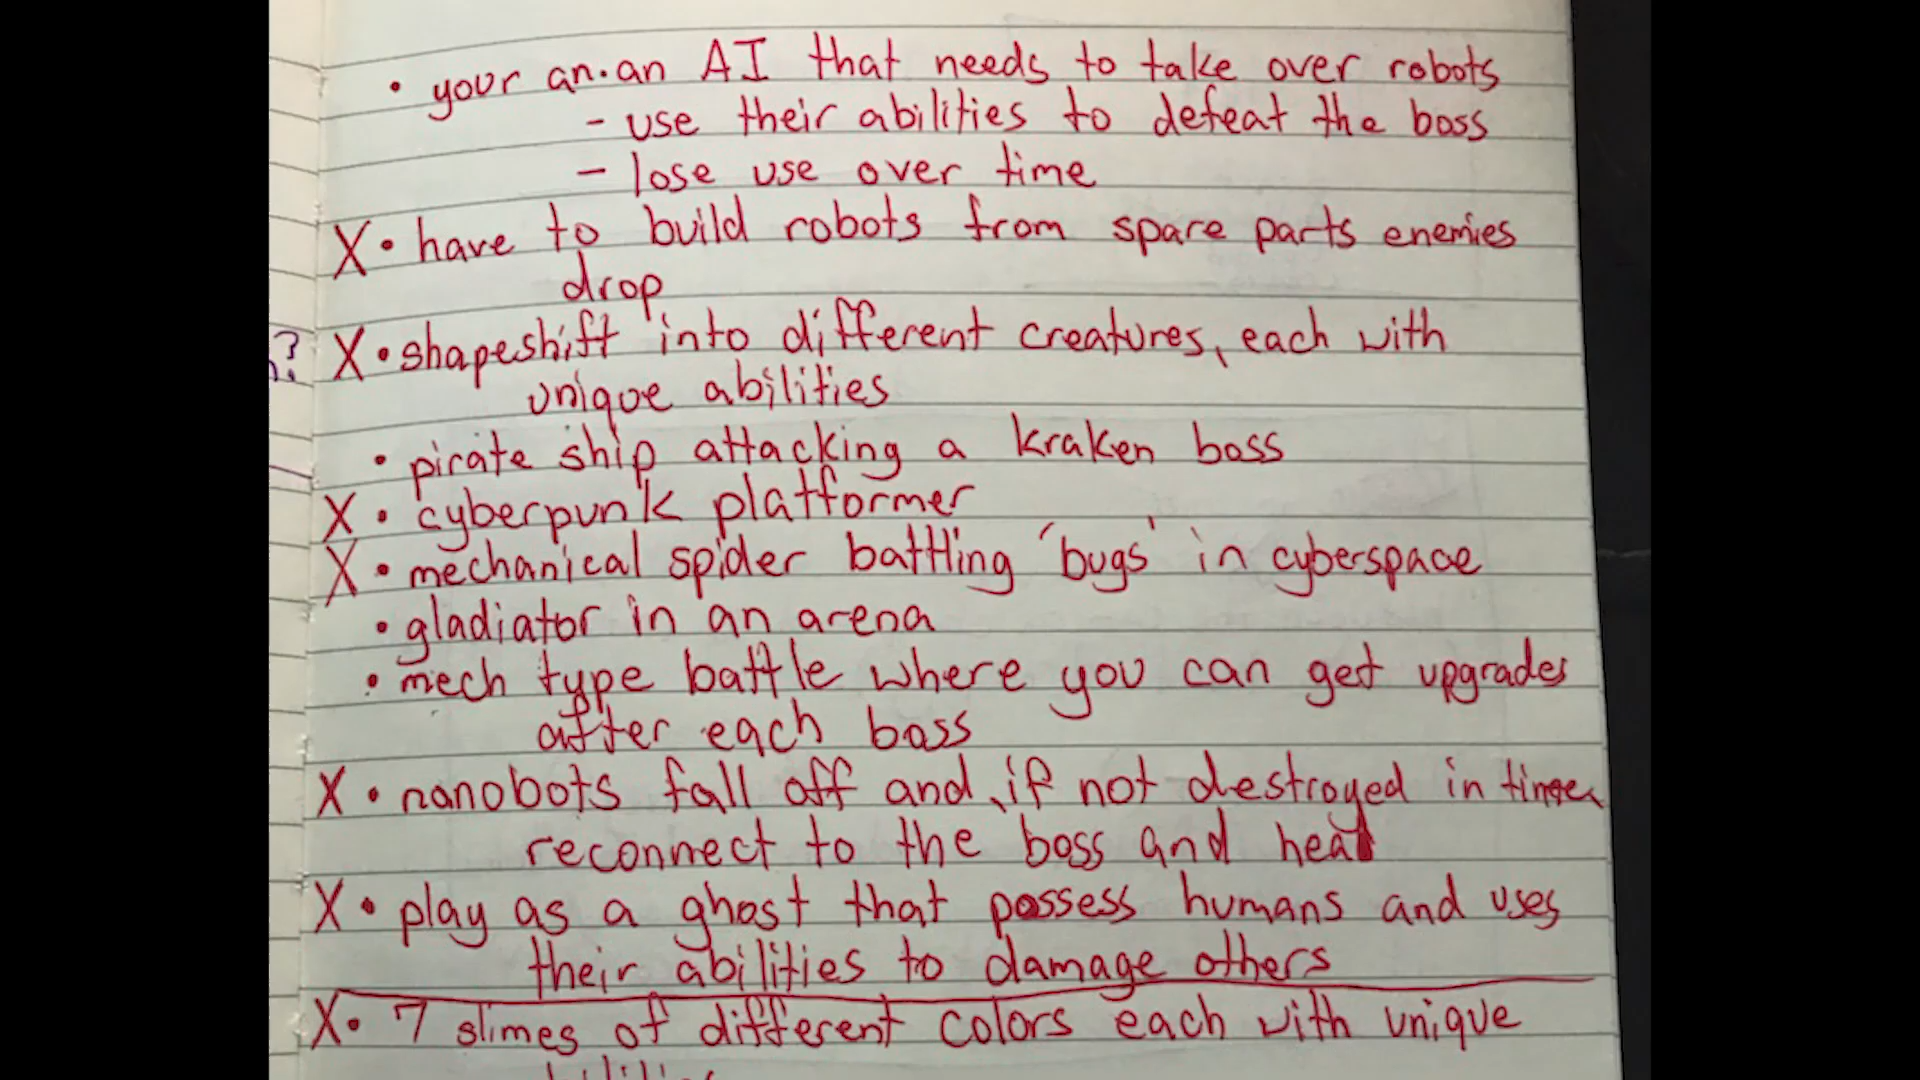 • your an·an AI that needs to take over robots
- use their abilities to defeat the boss
- lose use over time
X • have to build robots from spare parts enemies
drop
? X • shapeshift into different creatures, each with
unique abilities
• pirate ship attacking a kraken boss
X • cyberpunk platformer
X • mechanical spider battling 'bugs' in cyberspace
• gladiator in an arena
• mech type battle where you can get upgrades
after each boss
X • nanobots fall off and, if not destroyed in
reconnect to the boss and heal
X • play as a ghost that possess humans and uses
their abilities to damage others
X • 7 slimes of different colors each with unique